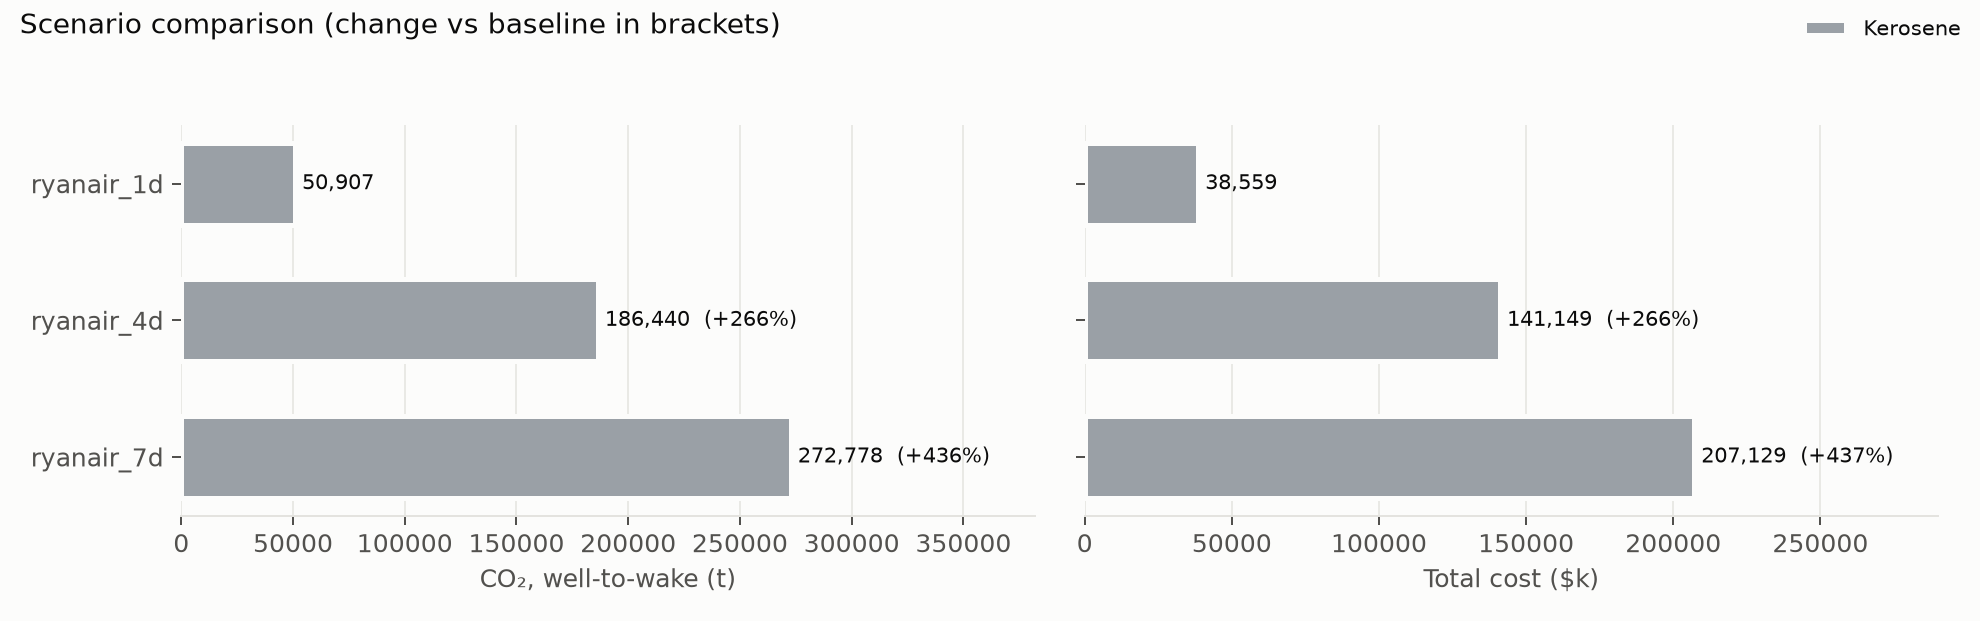 Scenario comparison (change vs baseline in brackets)
Kerosene
ryanair_1d
50,907
38,559
ryanair_4d
186,440 (+266%)
141,149 (+266%)
ryanair_7d
272,778 (+436%)
207,129 (+437%)
0 50000 100000 150000 200000 250000 300000 350000
0 50000 100000 150000 200000 250000
CO₂, well-to-wake (t)
Total cost ($k)